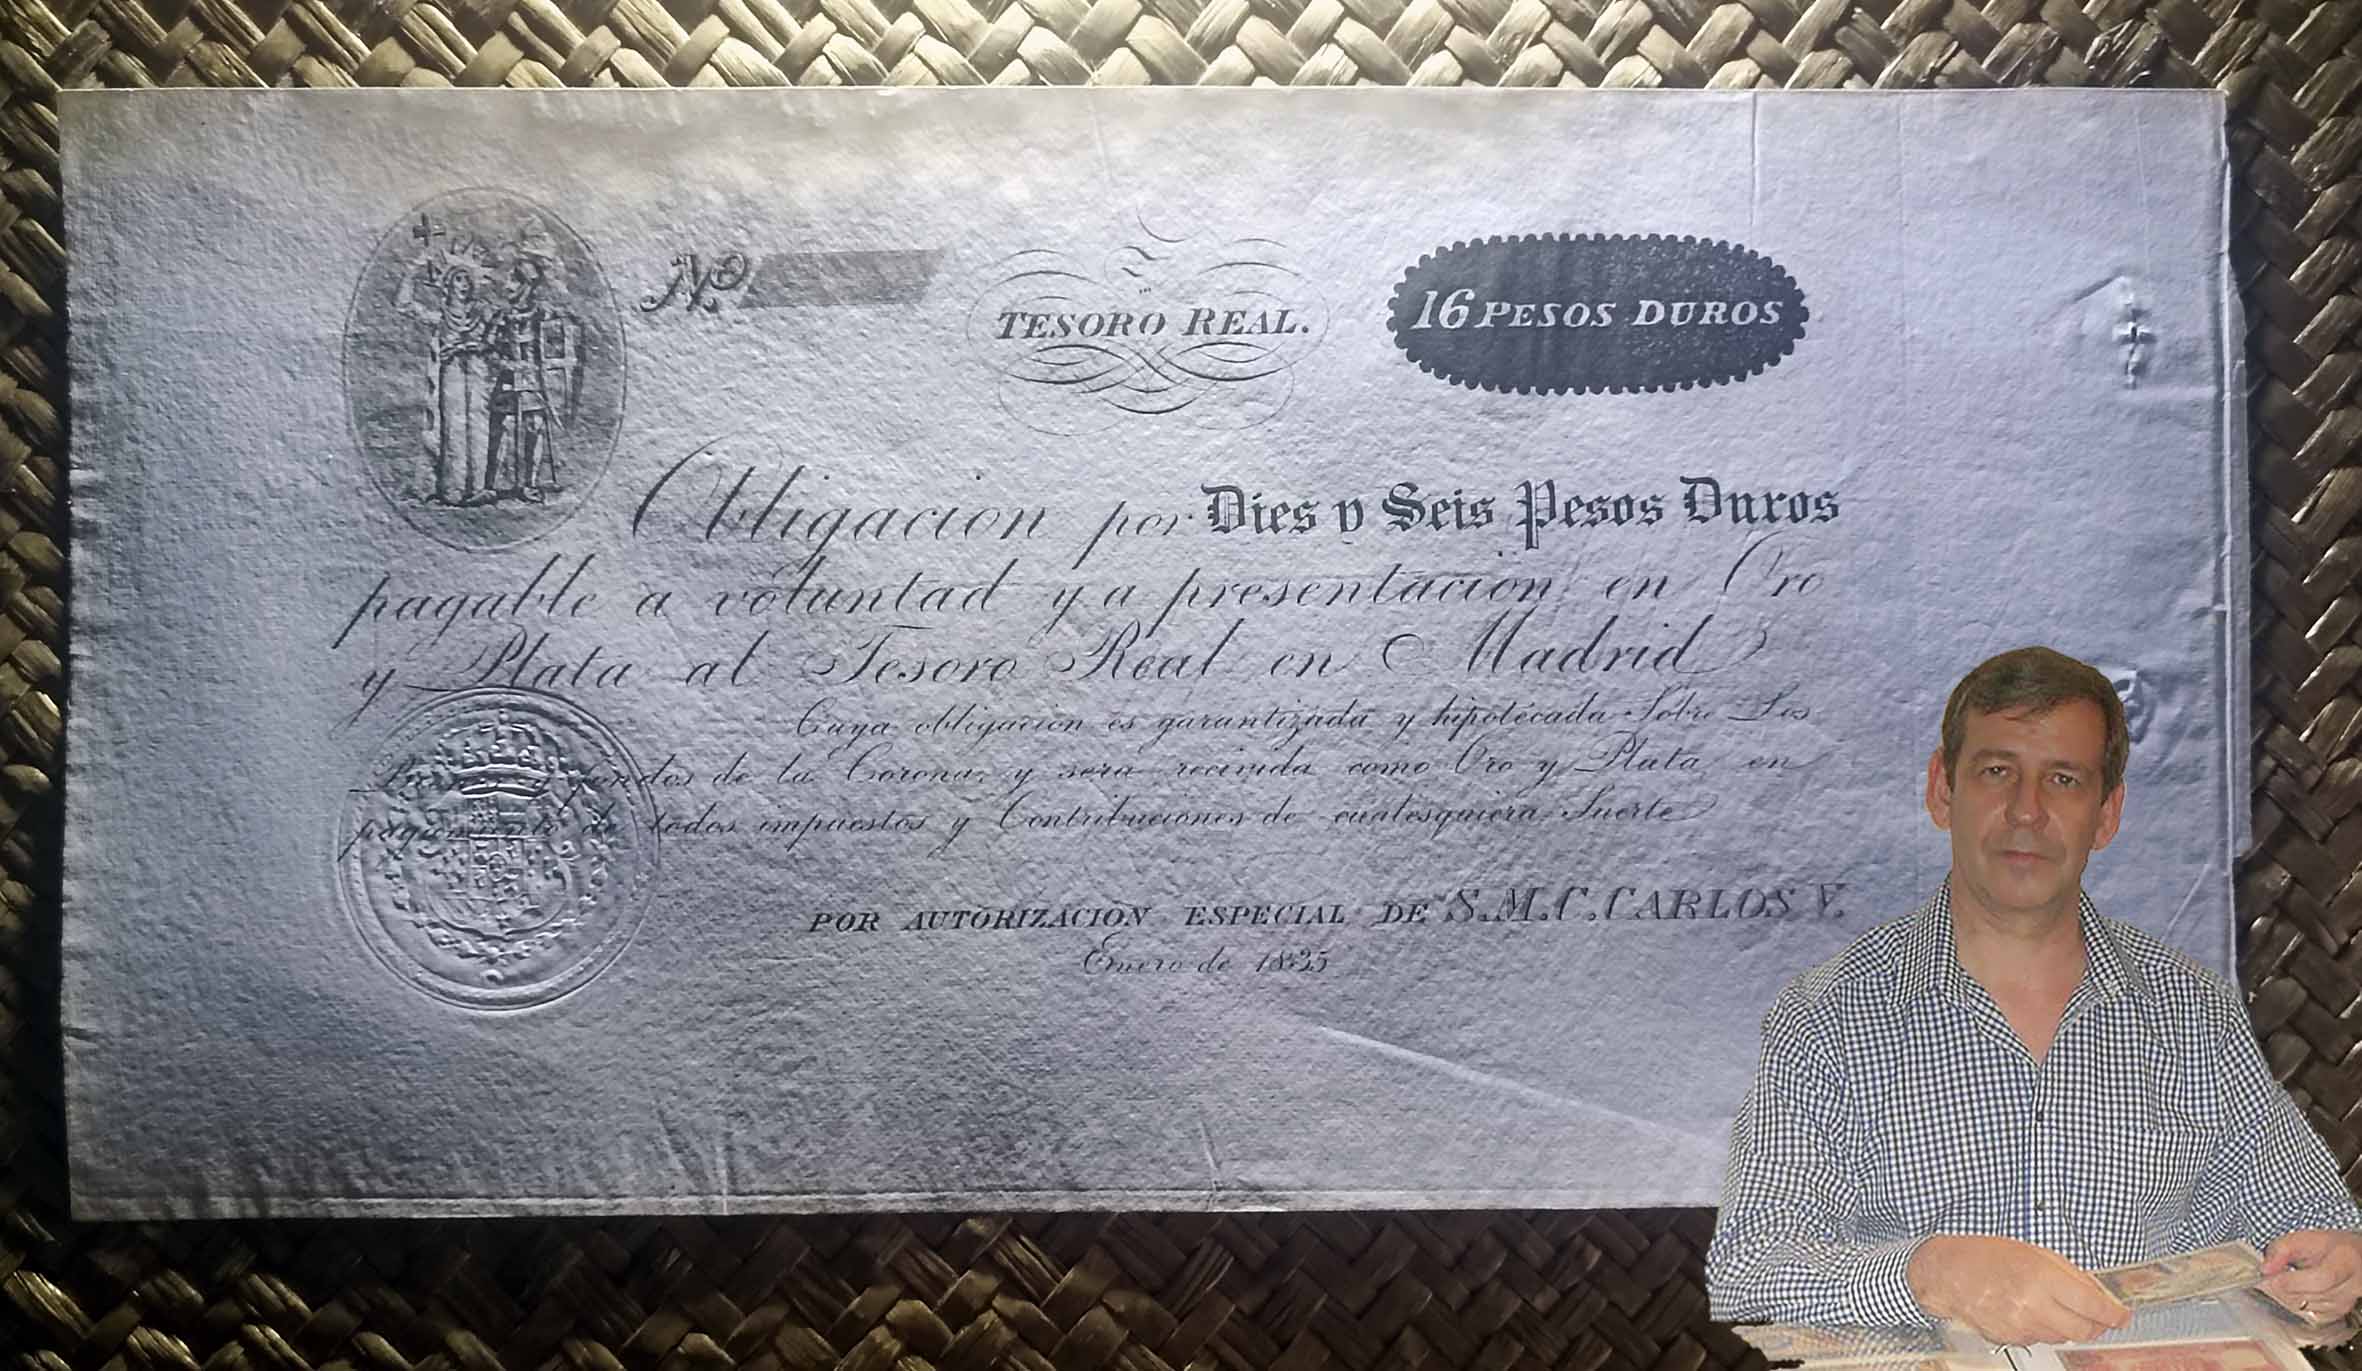 Nº
TESORO REAL.
16 PESOS DUROS
Obligacion por Dies y Seis Pesos Duros
pagable a voluntad y a presentacion en Oro
y Plata al Tesoro Real en Madrid
Cuya obligacion es garantizada y hipotecada Sobre Los
fondos de la Corona, y sera recivida como Oro y Plata en
pagamiento de todos impuestos y Contribuciones de cualesquiera Suerte
POR AUTORIZACION ESPECIAL DE S.M.C. CARLOS V.
Enero de 1835